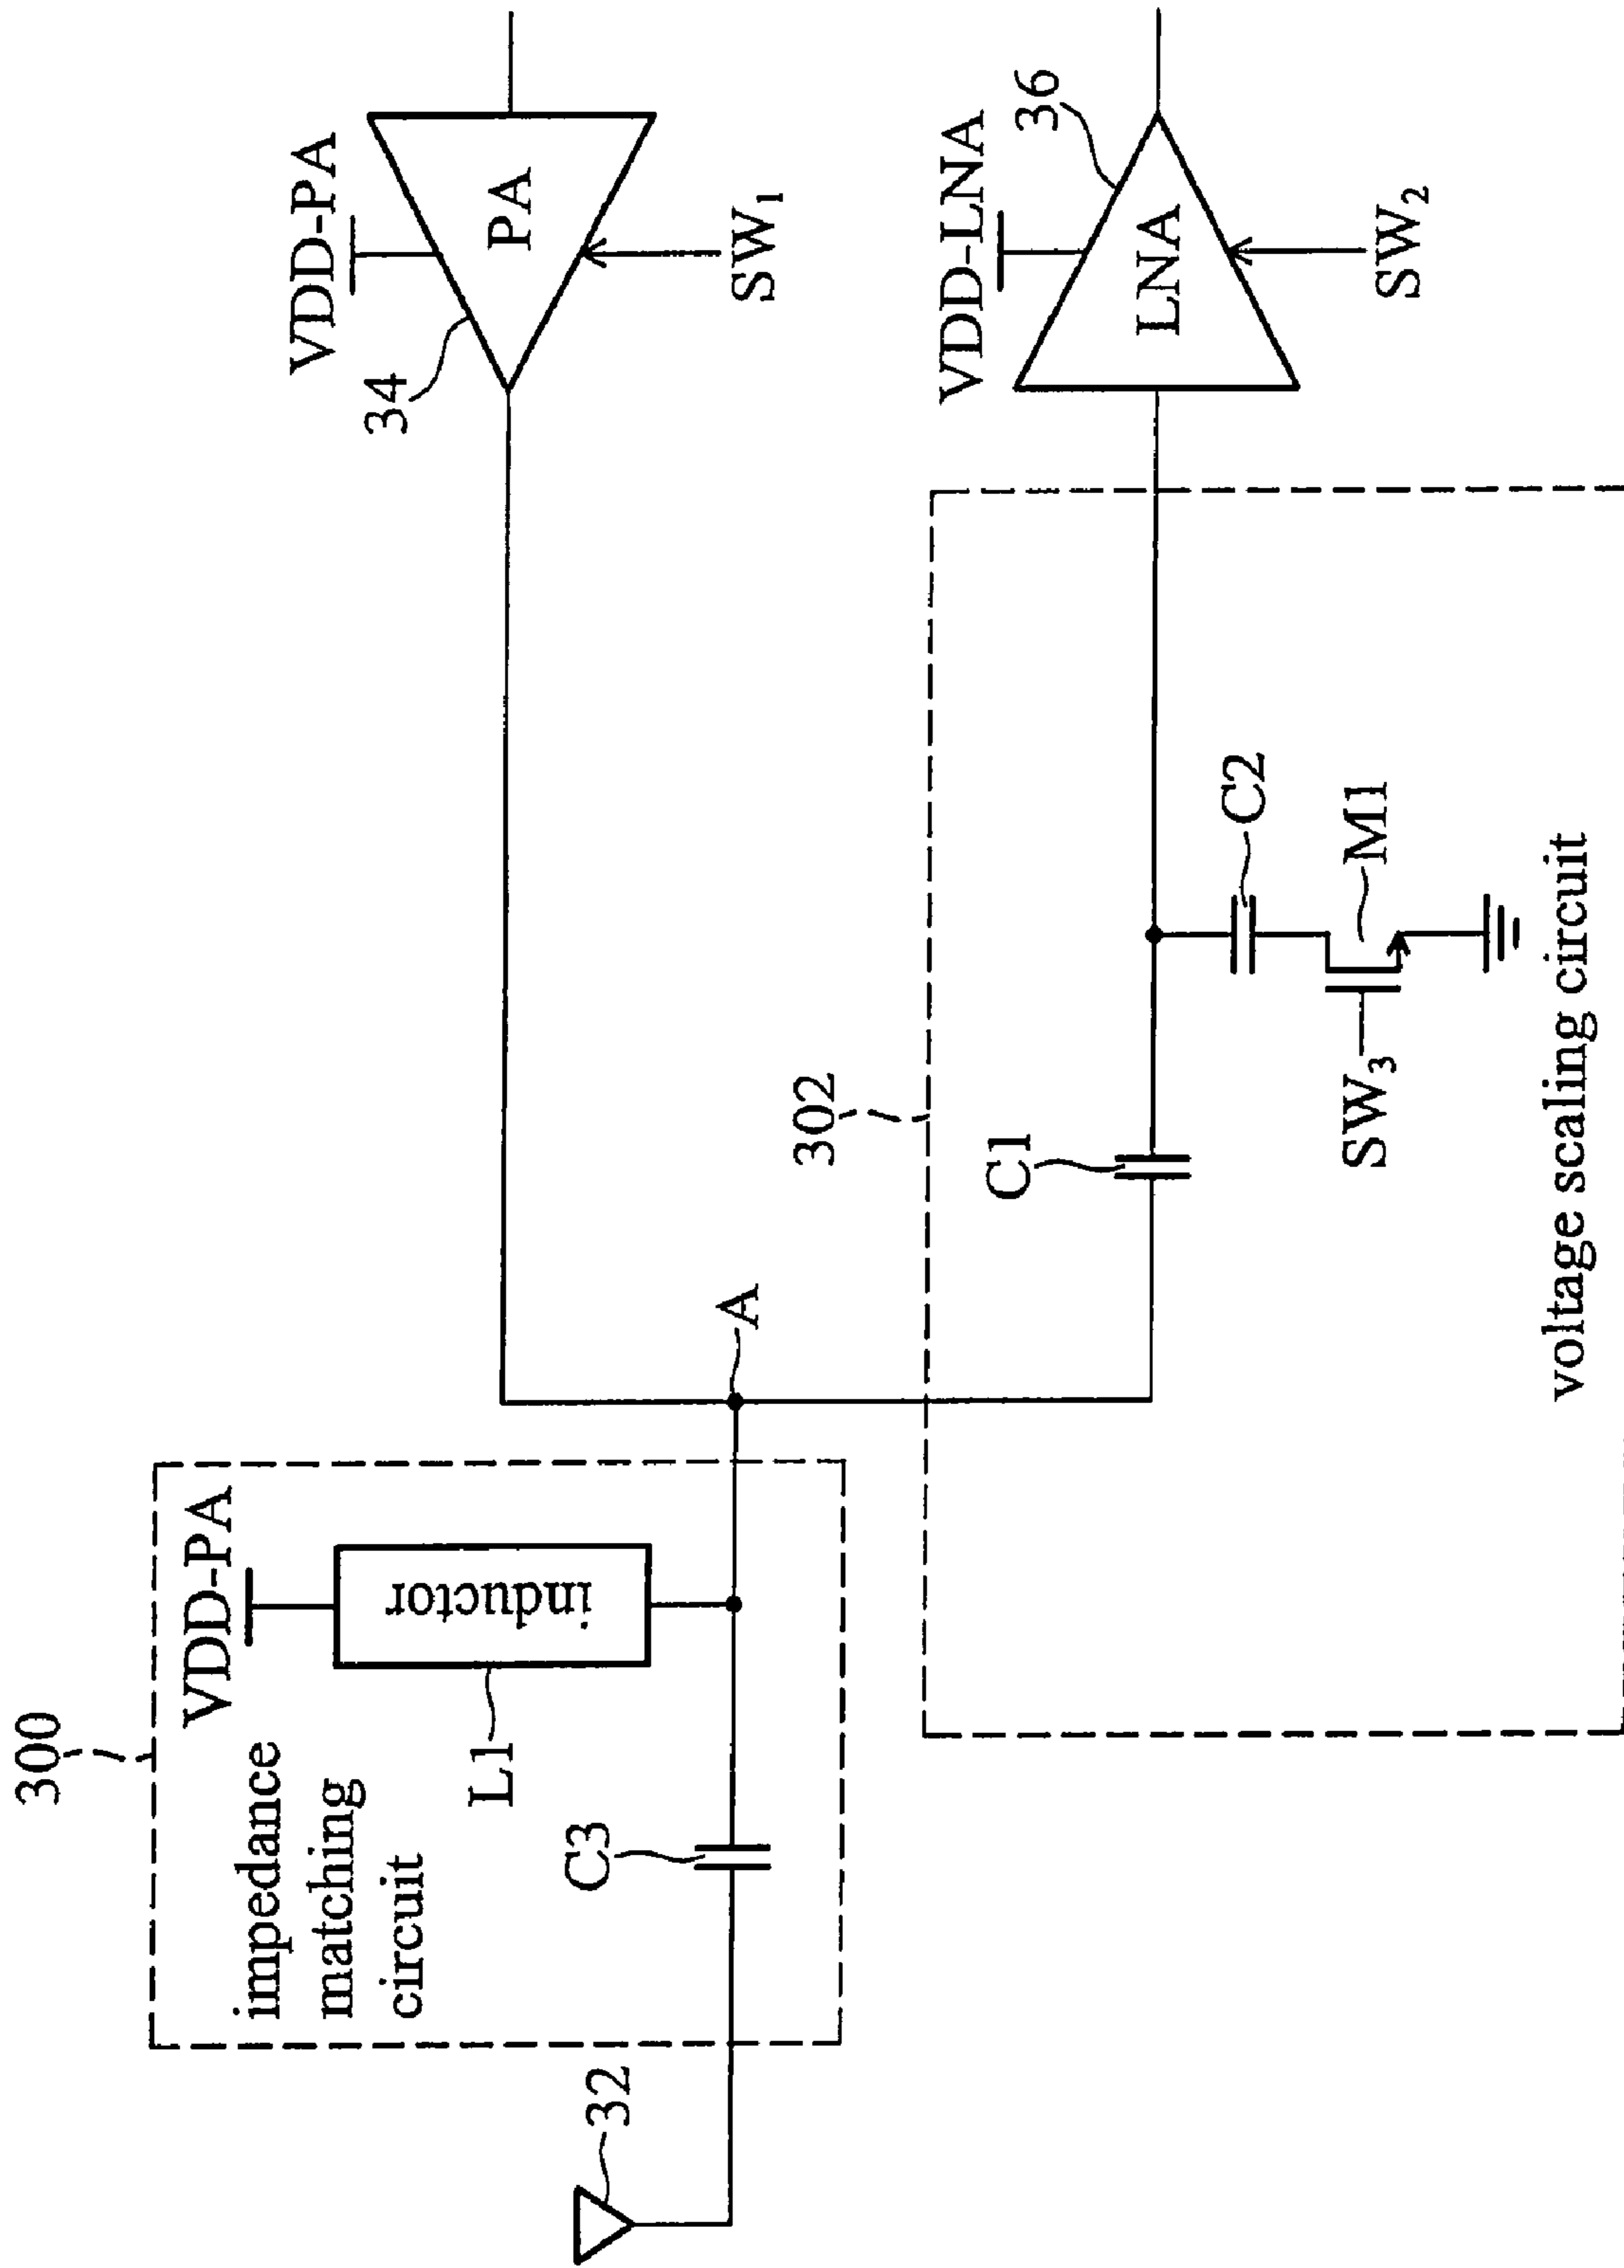 300
impedance
matching
circuit
VDD-PA
inductor
L1
C3
32
A
VDD-PA
34
PA
SW₁
302
C1
C2
M1
SW₃
voltage scaling circuit
VDD-LNA
36
LNA
SW₂